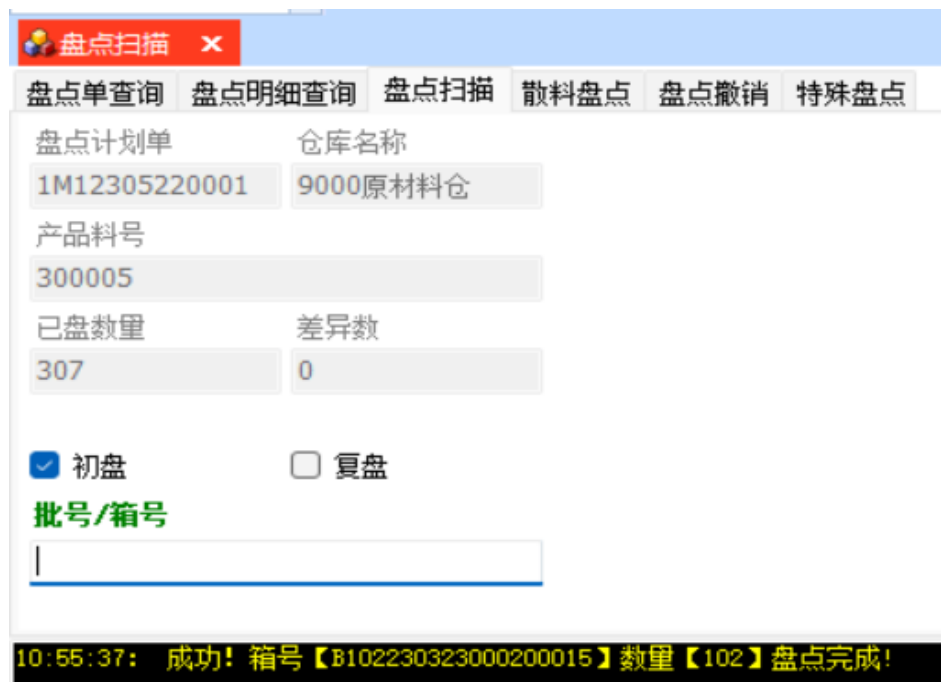 盘点扫描 ×
盘点单查询 盘点明细查询 盘点扫描 散料盘点 盘点撤销 特殊盘点
盘点计划单 仓库名称
1M12305220001 9000原材料仓
产品料号
300005
已盘数量 差异数
307 0
初盘 复盘
批号/箱号
10:55:37: 成功! 箱号【B102230323000200015】数量【102】盘点完成!